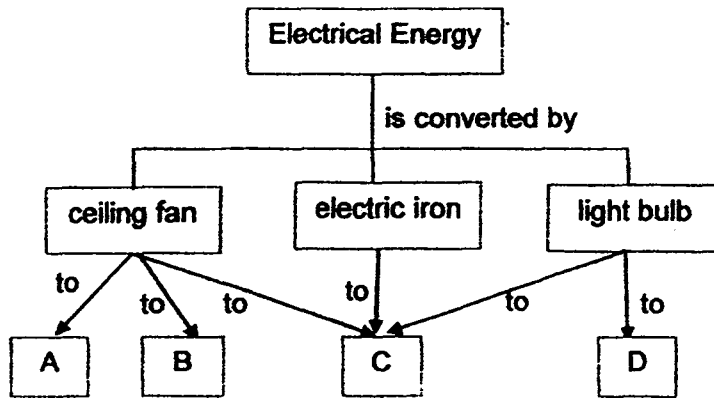 Electrical Energy
is converted by
ceiling fan
electric iron
light bulb
to
to
to
to
to
to
A
B
C
D